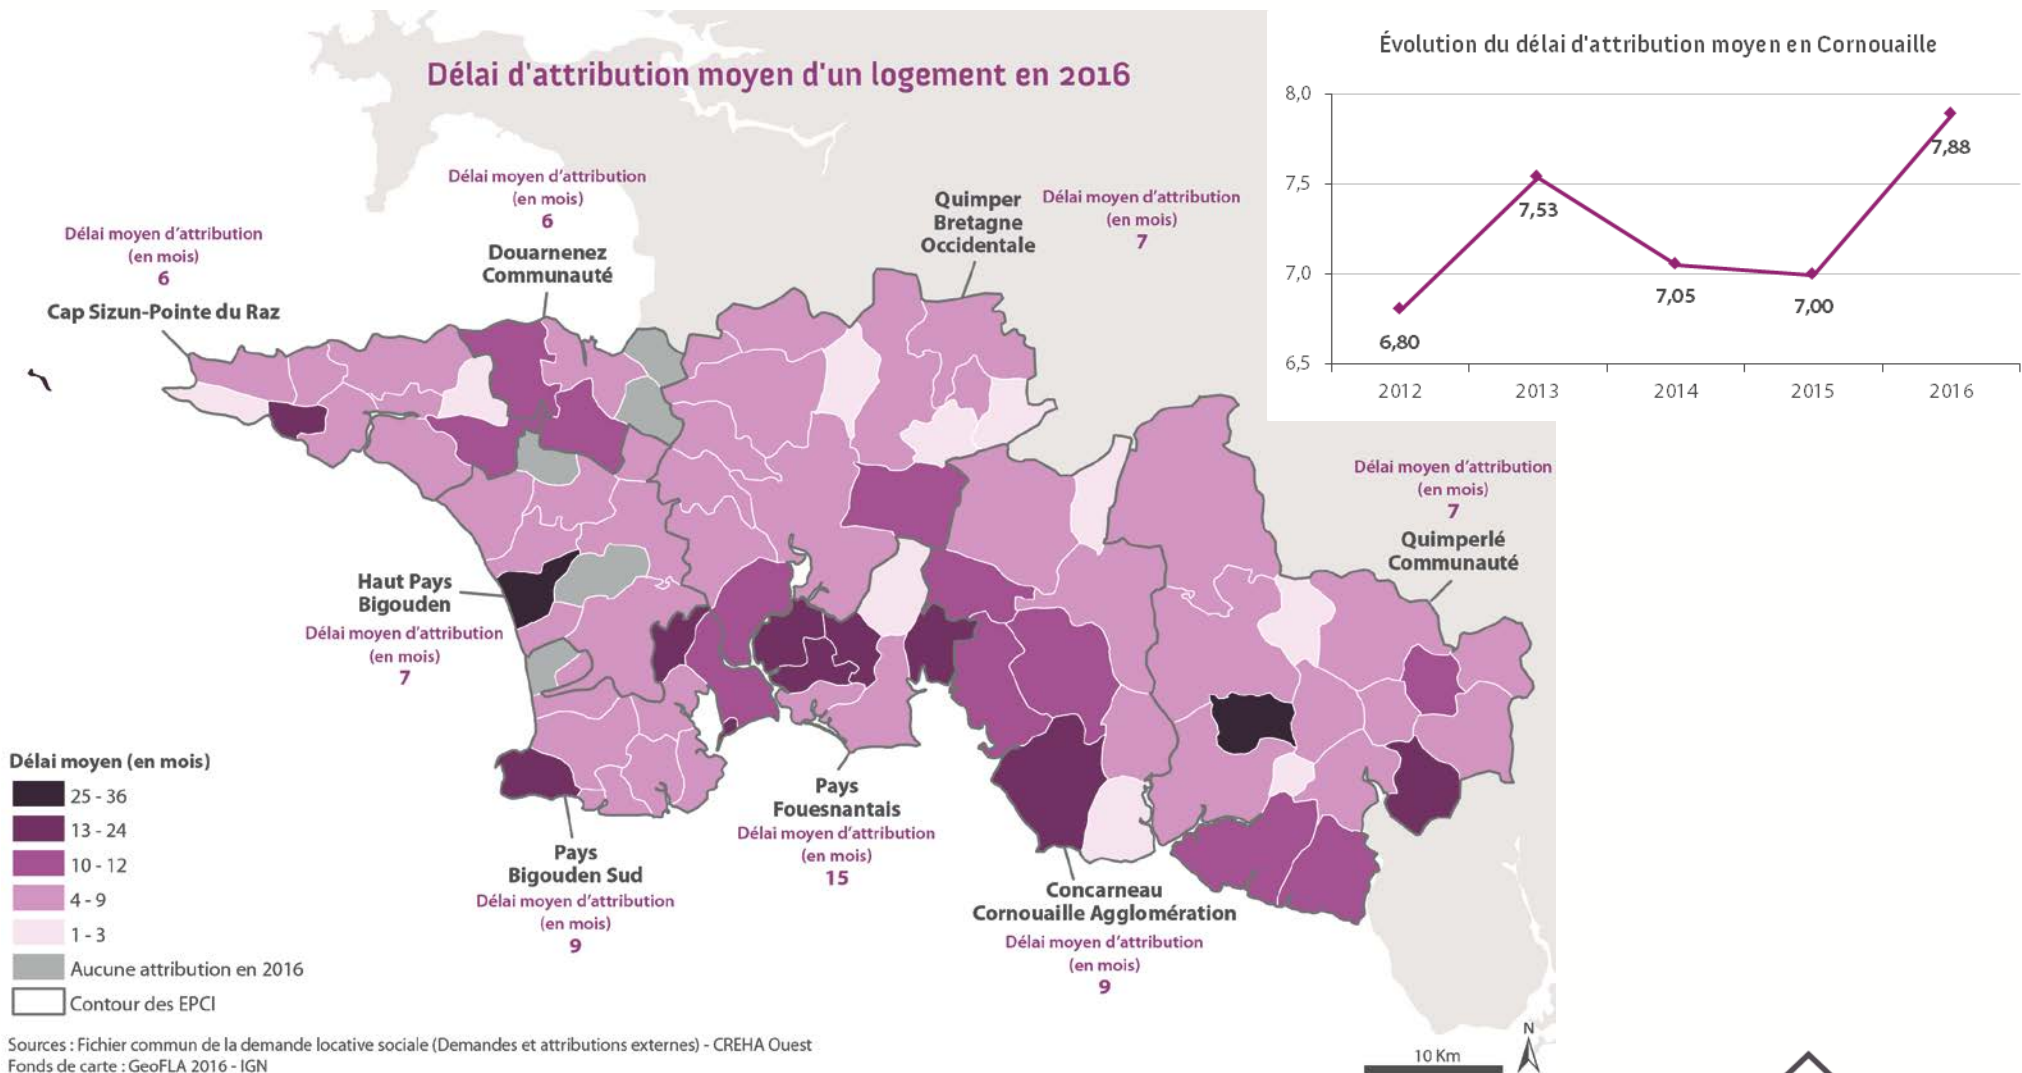 Délai d'attribution moyen d'un logement en 2016
Évolution du délai d'attribution moyen en Cornouaille
8,0
7,5
7,0
6,5
6,80
7,53
7,05
7,00
7,88
2012
2013
2014
2015
2016
Délai moyen d'attribution
(en mois)
6
Cap Sizun-Pointe du Raz
Délai moyen d'attribution
(en mois)
6
Douarnenez
Communauté
Quimper
Bretagne
Occidentale
Délai moyen d'attribution
(en mois)
7
Délai moyen d'attribution
(en mois)
7
Quimperlé
Communauté
Haut Pays
Bigouden
Délai moyen d'attribution
(en mois)
7
Pays
Bigouden Sud
Délai moyen d'attribution
(en mois)
9
Pays
Fouesnantais
Délai moyen d'attribution
(en mois)
15
Concarneau
Cornouaille Agglomération
Délai moyen d'attribution
(en mois)
9
Délai moyen (en mois)
25 - 36
13 - 24
10 - 12
4 - 9
1 - 3
Aucune attribution en 2016
Contour des EPCI
Sources : Fichier commun de la demande locative sociale (Demandes et attributions externes) - CREHA Ouest
Fonds de carte : GeoFLA 2016 - IGN
10 Km
N